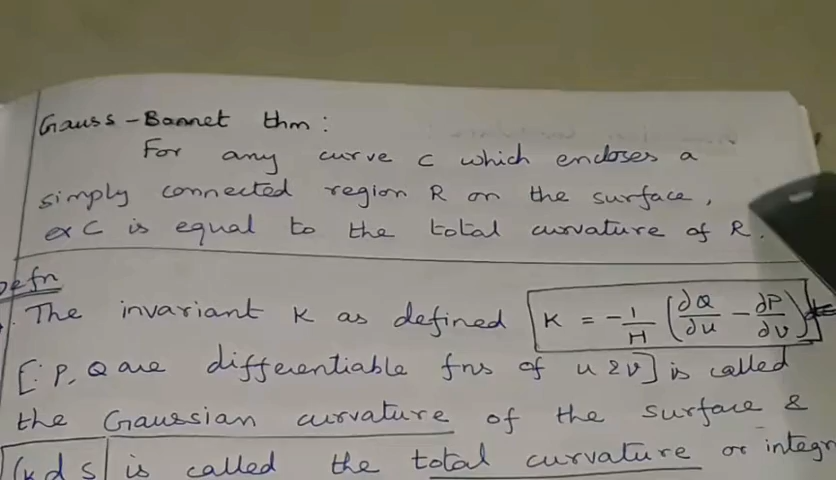 Gauss-Bonnet thm:
For any curve C which encloses a
simply connected region R on the surface,
ex C is equal to the total curvature of R.
Defn
The invariant K as defined K = -1/H (∂Q/∂u - ∂P/∂v)
[∵ P, Q are differentiable fns of u & v] is called
the Gaussian curvature of the surface &
∫K d S is called the total curvature or integr